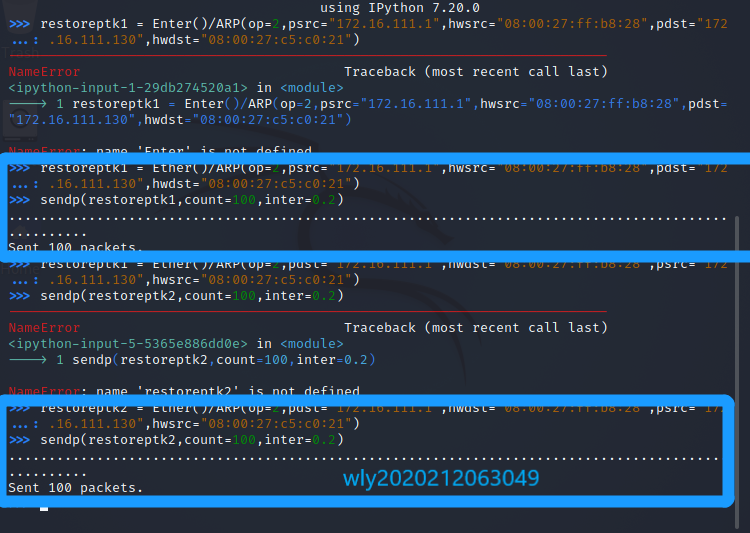 using IPython 7.20.0
>>> restoreptk1 = Enter()/ARP(op=2,psrc="172.16.111.1",hwsrc="08:00:27:ff:b8:28",pdst="172
...: .16.111.130",hwdst="08:00:27:c5:c0:21")
NameError Traceback (most recent call last)
<ipython-input-1-29db274520a1> in <module>
----> 1 restoreptk1 = Enter()/ARP(op=2,psrc="172.16.111.1",hwsrc="08:00:27:ff:b8:28",pdst=
"172.16.111.130",hwdst="08:00:27:c5:c0:21")
NameError: name 'Enter' is not defined
>>> restoreptk1 = Ether()/ARP(op=2,psrc="172.16.111.1",hwsrc="08:00:27:ff:b8:28",pdst="172
...: .16.111.130",hwdst="08:00:27:c5:c0:21")
>>> sendp(restoreptk1,count=100,inter=0.2)
..........................................................................................
..........
Sent 100 packets.
>>> restoreptk1 = Ether()/ARP(op=2,pdst="172.16.111.1",hwdst="08:00:27:ff:b8:28",psrc="172
...: .16.111.130",hwsrc="08:00:27:c5:c0:21")
>>> sendp(restoreptk2,count=100,inter=0.2)
NameError Traceback (most recent call last)
<ipython-input-5-5365e886dd0e> in <module>
----> 1 sendp(restoreptk2,count=100,inter=0.2)
NameError: name 'restoreptk2' is not defined
>>> restoreptk2 = Ether()/ARP(op=2,pdst="172.16.111.1",hwdst="08:00:27:ff:b8:28",psrc="172
...: .16.111.130",hwsrc="08:00:27:c5:c0:21")
>>> sendp(restoreptk2,count=100,inter=0.2)
..........................................................................................
..........
Sent 100 packets.
wly2020212063049